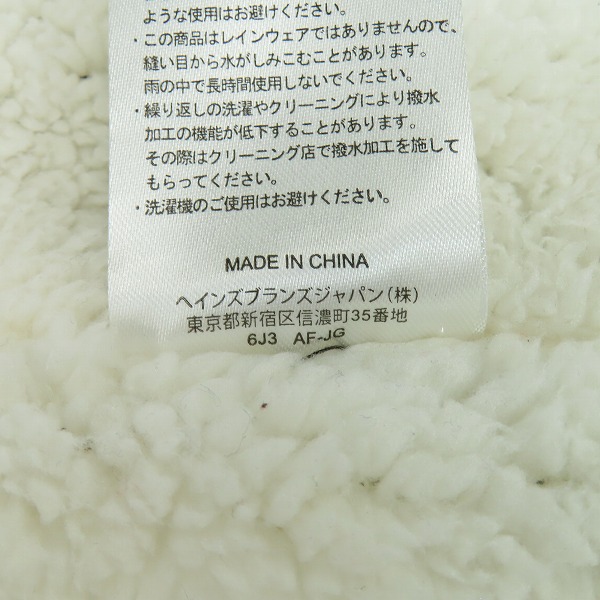 ような使用はお避けください。
・この商品はレインウェアではありませんので、
縫い目から水がしみこむことがあります。
雨の中で長時間使用しないでください。
・繰り返しの洗濯やクリーニングにより撥水
加工の機能が低下することがあります。
その際はクリーニング店で撥水加工を施して
もらってください。
・洗濯機のご使用はお避けください。
MADE IN CHINA
ヘインズブランズジャパン(株)
東京都新宿区信濃町35番地
6J3 AF-JG